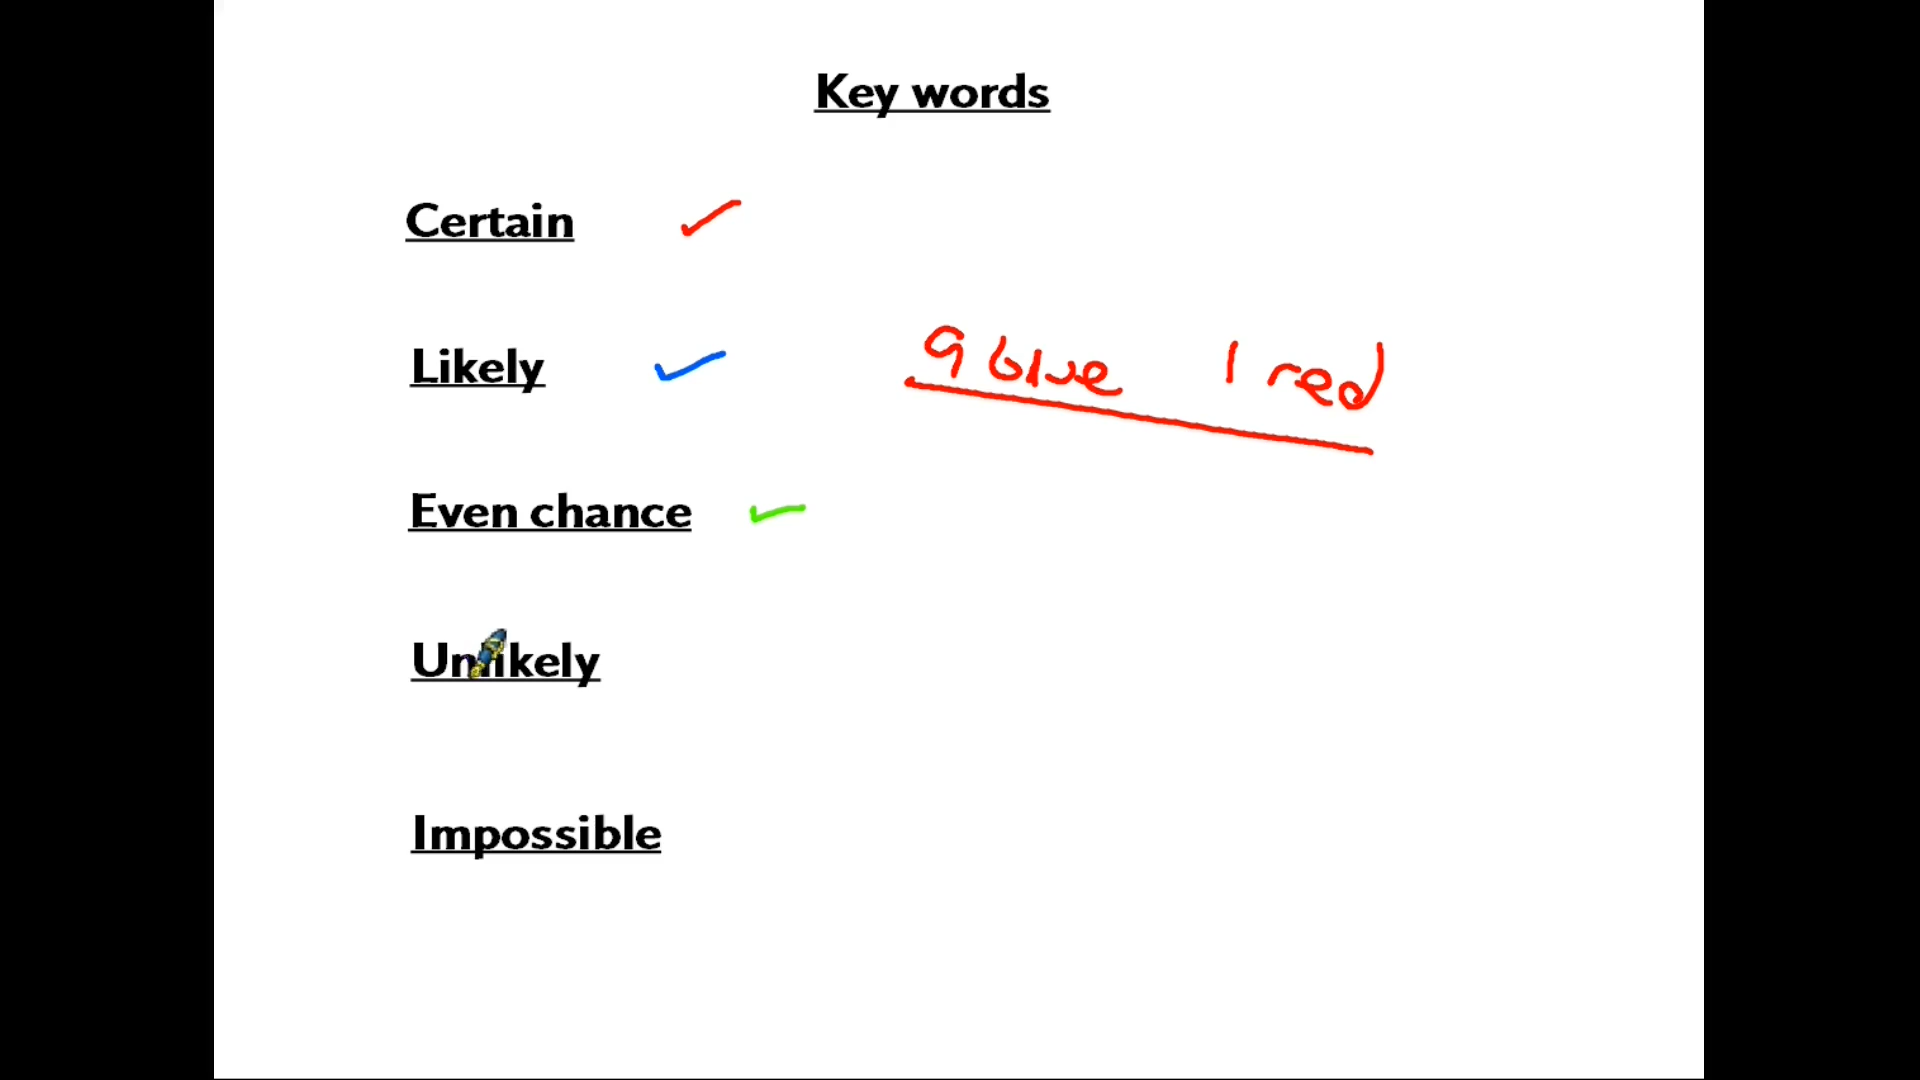 Key words
Certain
Likely
9 blue 1 red
Even chance
Unlikely
Impossible